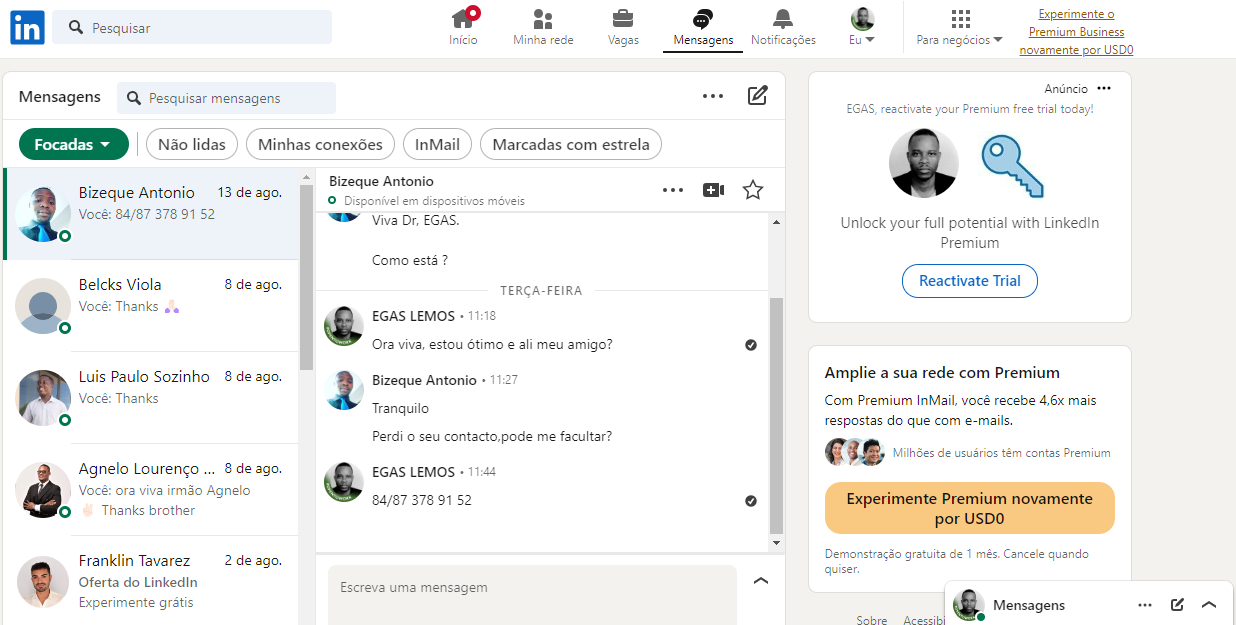 in
Pesquisar
Início
Minha rede
Vagas
Mensagens
Notificações
Eu
Para negócios
Experimente o
Premium Business
novamente por USD0
Mensagens
Pesquisar mensagens
Focadas
Não lidas
Minhas conexões
InMail
Marcadas com estrela
Bizeque Antonio 13 de ago.
Você: 84/87 378 91 52
Belcks Viola 8 de ago.
Você: Thanks 🙏🏻
Luis Paulo Sozinho 8 de ago.
Você: Thanks
Agnelo Lourenço ... 8 de ago.
Você: ora viva irmão Agnelo
✌🏻 Thanks brother
Franklin Tavarez 2 de ago.
Oferta do LinkedIn
Experimente grátis
Bizeque Antonio
Disponível em dispositivos móveis
Viva Dr, EGAS.
Como está ?
TERÇA-FEIRA
EGAS LEMOS • 11:18
Ora viva, estou ótimo e ali meu amigo?
Bizeque Antonio • 11:27
Tranquilo
Perdi o seu contacto,pode me facultar?
EGAS LEMOS • 11:44
84/87 378 91 52
Escreva uma mensagem
Anúncio
EGAS, reactivate your Premium free trial today!
Unlock your full potential with LinkedIn
Premium
Reactivate Trial
Amplie a sua rede com Premium
Com Premium InMail, você recebe 4,6x mais
respostas do que com e-mails.
Milhões de usuários têm contas Premium
Experimente Premium novamente
por USD0
Demonstração gratuita de 1 mês. Cancele quando
quiser.
Sobre Acessibi
Mensagens